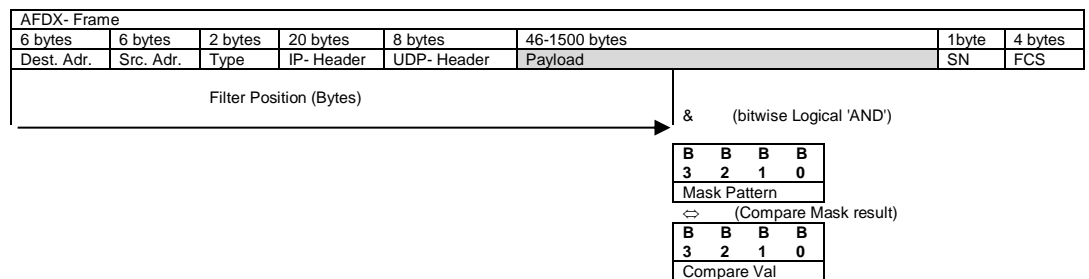 AFDX- Frame
6 bytes 6 bytes 2 bytes 20 bytes 8 bytes 46-1500 bytes 1byte 4 bytes
Dest. Adr. Src. Adr. Type IP- Header UDP- Header Payload SN FCS
Filter Position (Bytes)
& (bitwise Logical 'AND')
B B B B
3 2 1 0
Mask Pattern
⇔ (Compare Mask result)
B B B B
3 2 1 0
Compare Val